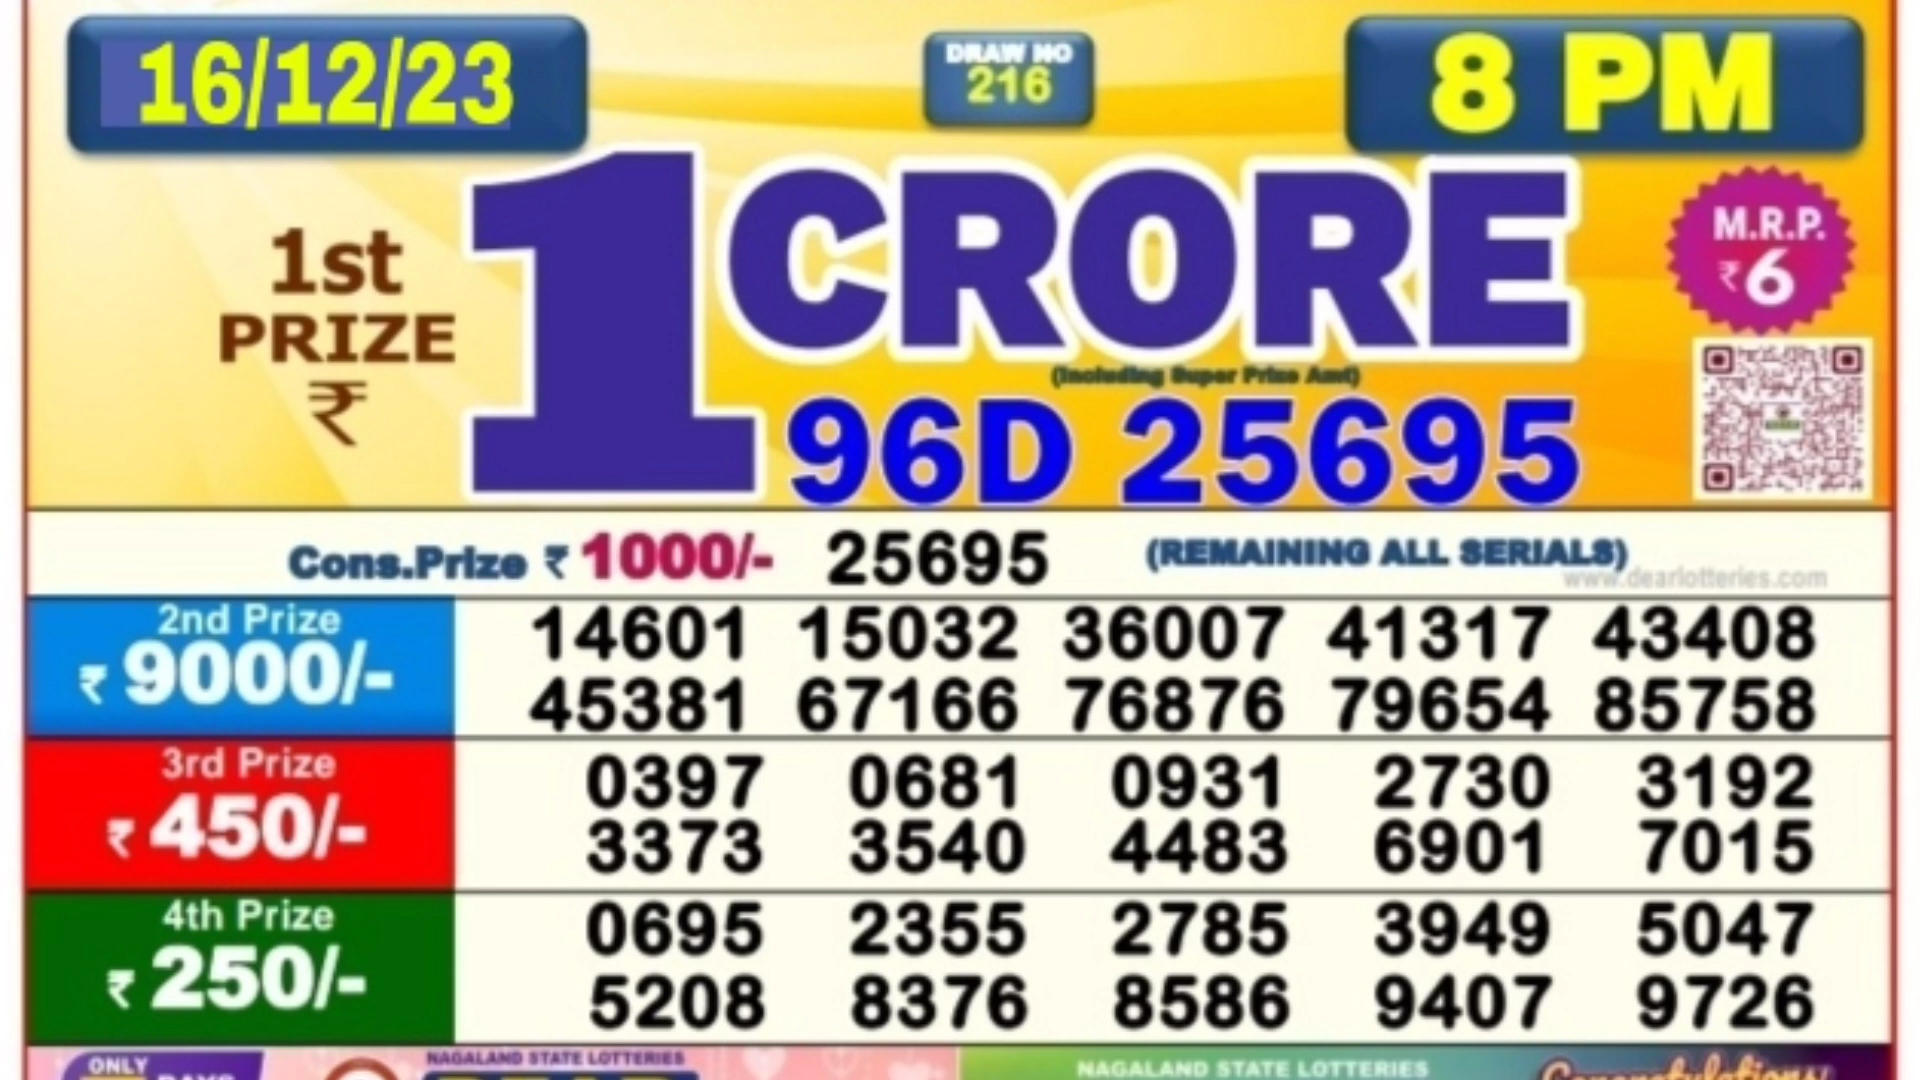 16/12/23
DRAW NO
216
8 PM
1st
PRIZE
₹
1 CRORE
(Including Super Prize Amt)
M.R.P.
₹6
96D 25695
Cons.Prize ₹ 1000/- 25695 (REMAINING ALL SERIALS)
www.dearlotteries.com
2nd Prize
₹ 9000/-
14601 15032 36007 41317 43408
45381 67166 76876 79654 85758
3rd Prize
₹ 450/-
0397 0681 0931 2730 3192
3373 3540 4483 6901 7015
4th Prize
₹ 250/-
0695 2355 2785 3949 5047
5208 8376 8586 9407 9726
ONLY
NAGALAND STATE LOTTERIES
NAGALAND STATE LOTTERIES
Congratulations